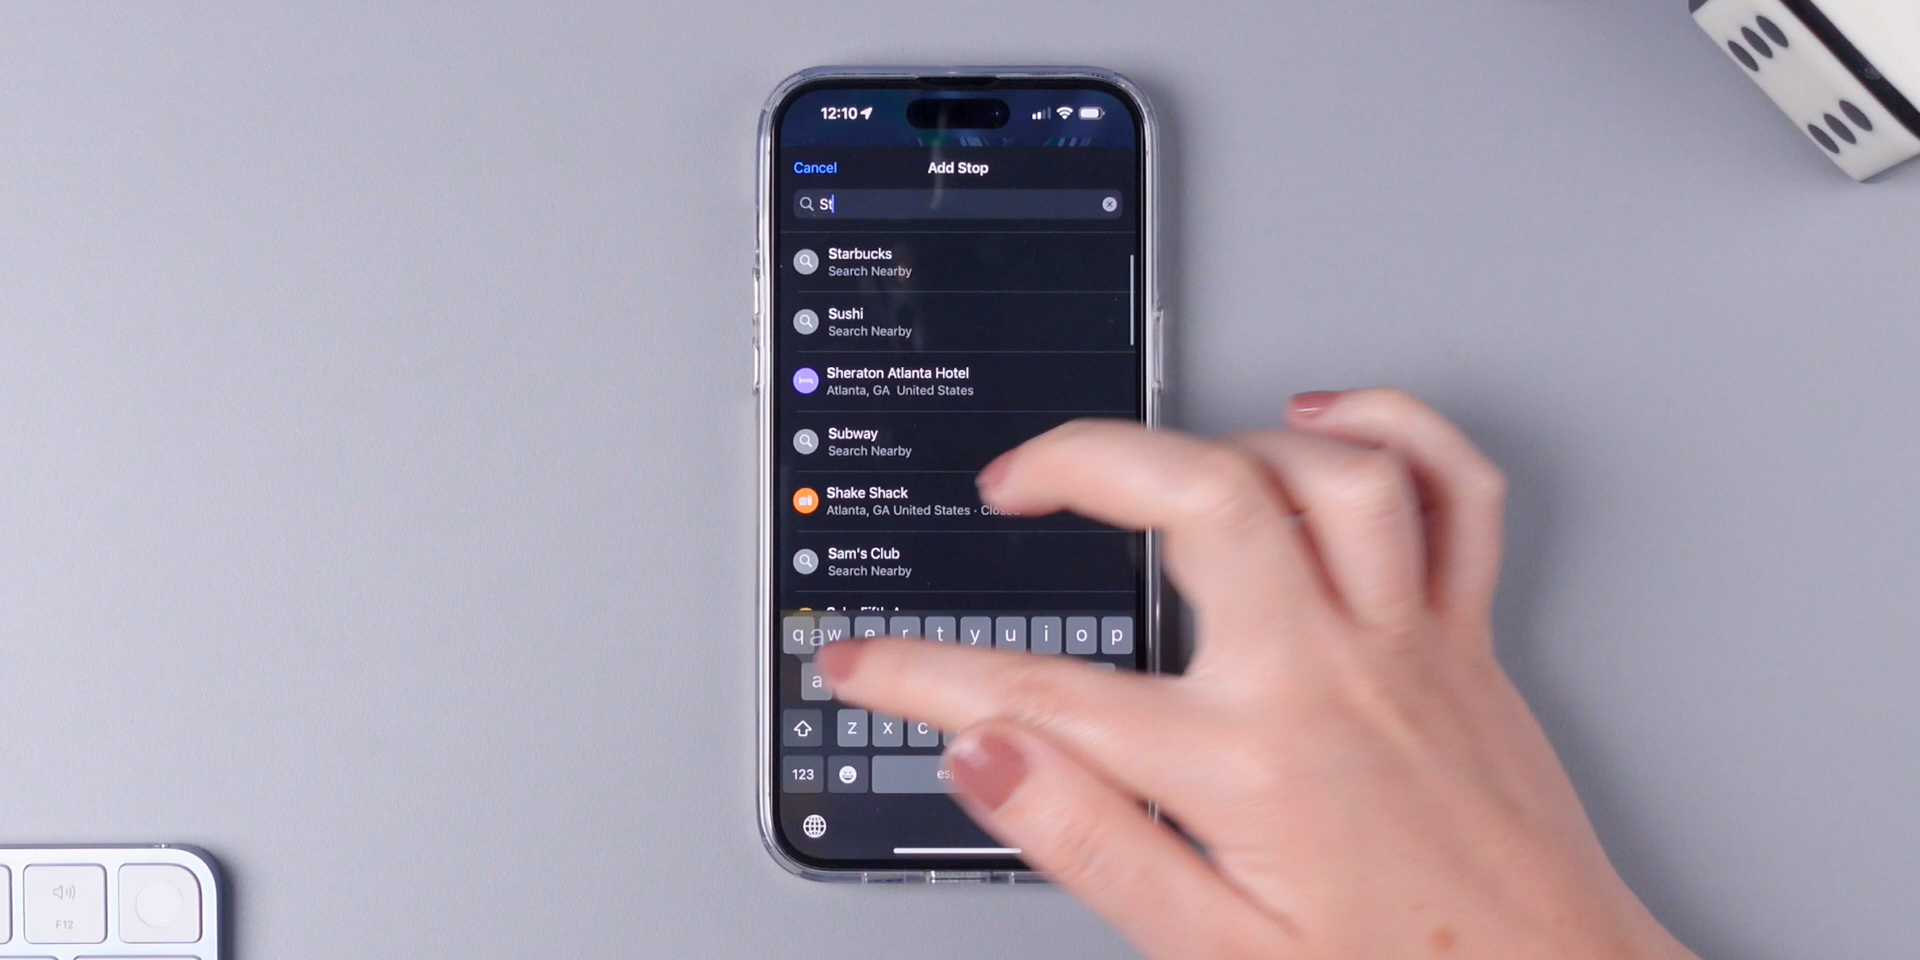 12:10
Cancel
Add Stop
St
Starbucks
Search Nearby
Sushi
Search Nearby
Sheraton Atlanta Hotel
Atlanta, GA United States
Subway
Search Nearby
Shake Shack
Atlanta, GA United States ·
Sam's Club
Search Nearby
q a w e r t y u i o p
a
z x c
123
F12